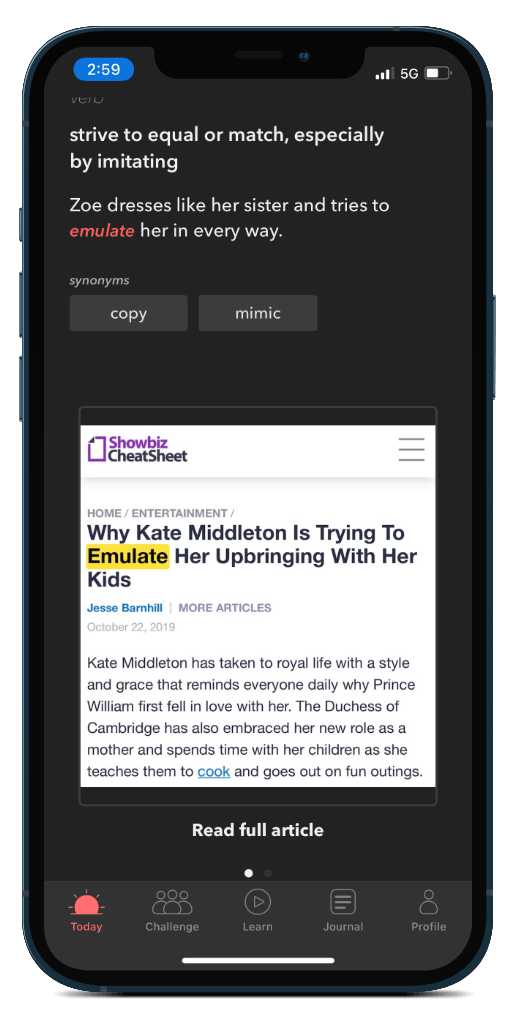 2:59
5G
verb
strive to equal or match, especially
by imitating
Zoe dresses like her sister and tries to
emulate her in every way.
synonyms
copy mimic
Showbiz
CheatSheet
HOME / ENTERTAINMENT /
Why Kate Middleton Is Trying To
Emulate Her Upbringing With Her
Kids
Jesse Barnhill | MORE ARTICLES
October 22, 2019
Kate Middleton has taken to royal life with a style
and grace that reminds everyone daily why Prince
William first fell in love with her. The Duchess of
Cambridge has also embraced her new role as a
mother and spends time with her children as she
teaches them to cook and goes out on fun outings.
Read full article
Today Challenge Learn Journal Profile